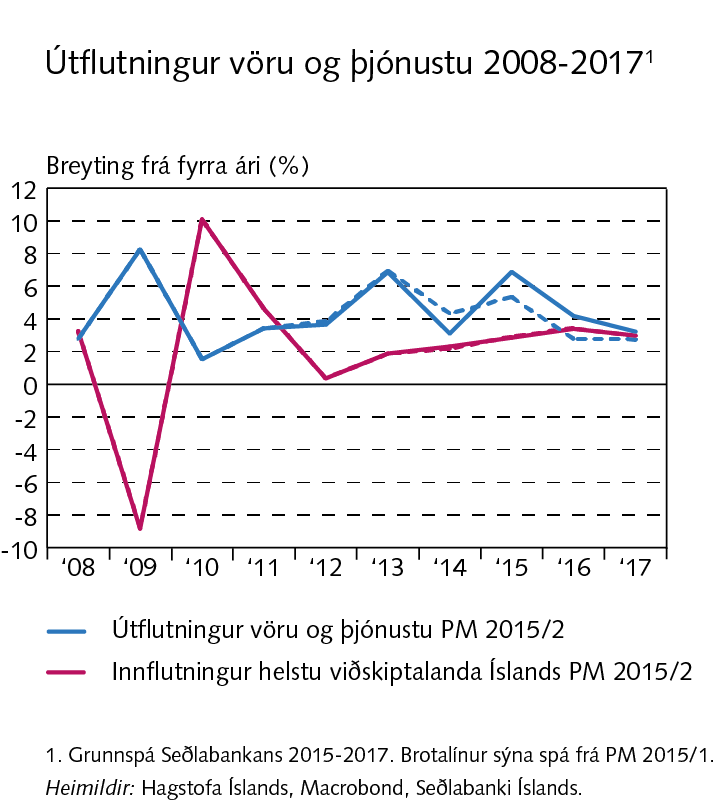 Útflutningur vöru og þjónustu 2008-2017¹
Breyting frá fyrra ári (%)
12
10
8
6
4
2
0
-2
-4
-6
-8
-10
‘08 ‘09 ‘10 ‘11 ‘12 ‘13 ‘14 ‘15 ‘16 ‘17
Útflutningur vöru og þjónustu PM 2015/2
Innflutningur helstu viðskiptalanda Íslands PM 2015/2
1. Grunnspá Seðlabankans 2015-2017. Brotalínur sýna spá frá PM 2015/1.
Heimildir: Hagstofa Íslands, Macrobond, Seðlabanki Íslands.